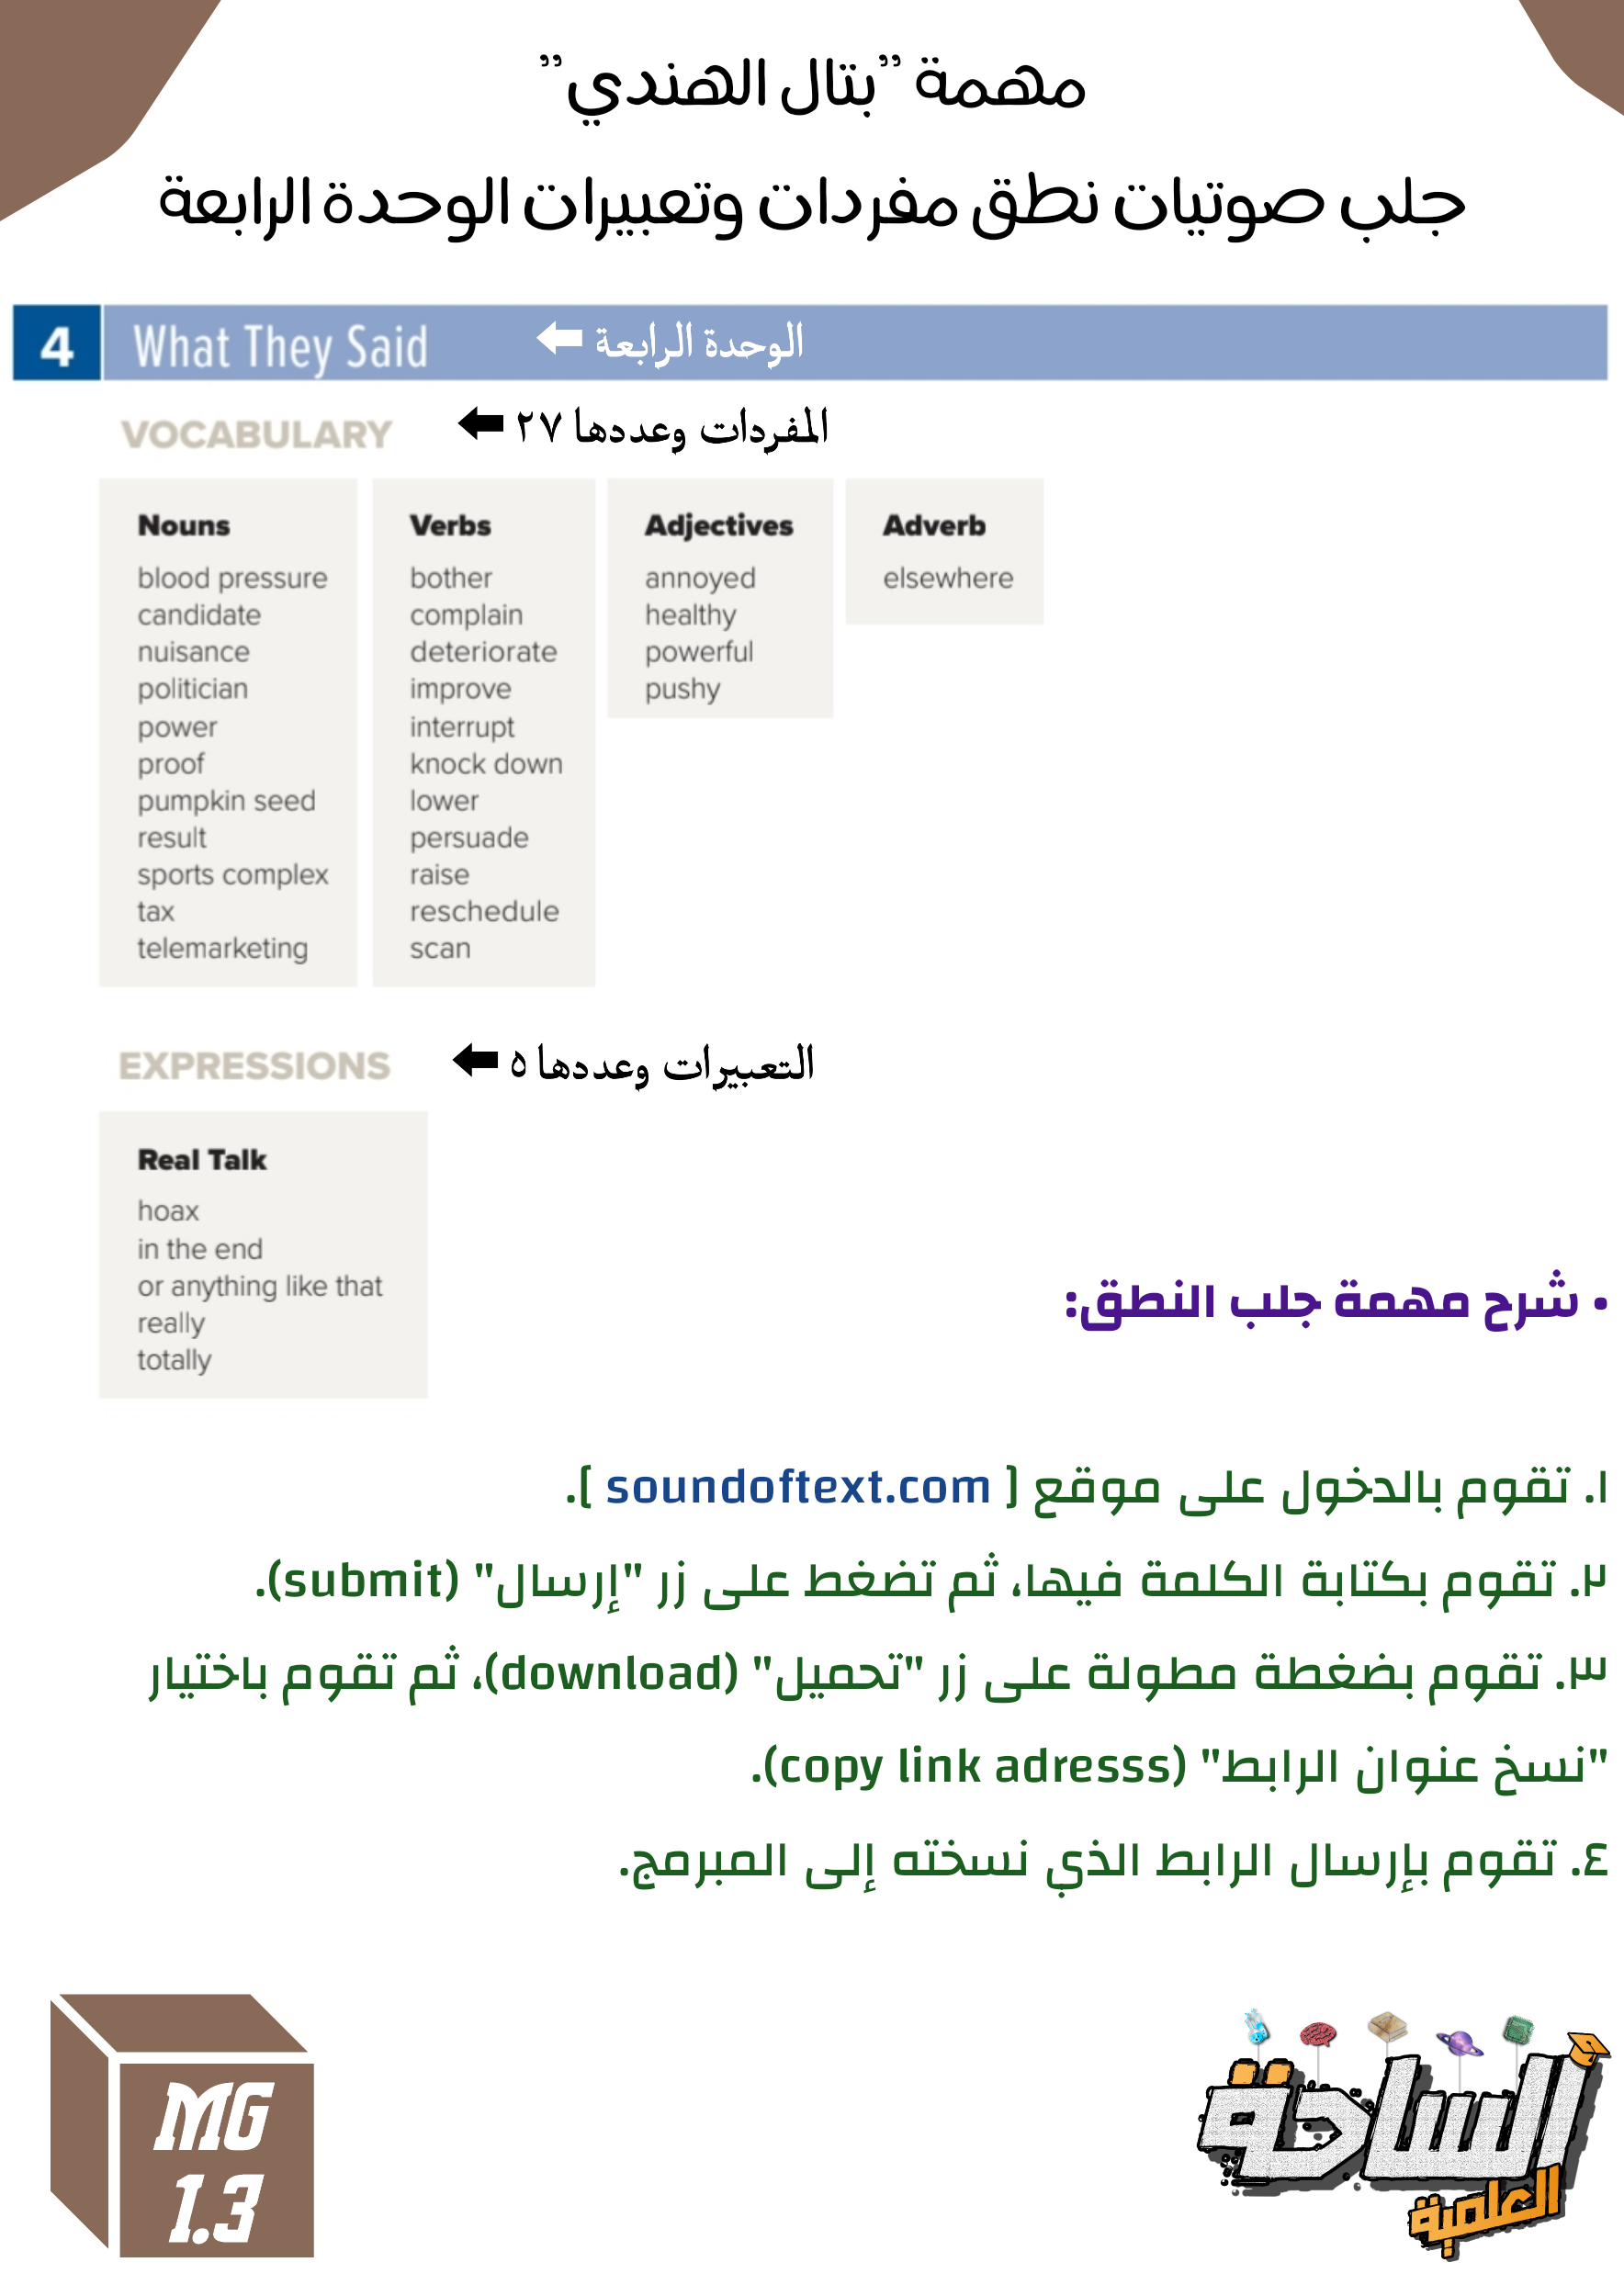 مهمة ”بتال الهندي”
جلب صوتيات نطق مفردات وتعبيرات الوحدة الرابعة
4 What They Said الوحدة الرابعة
VOCABULARY المفردات وعددها ٢٧
Nouns
blood pressure
candidate
nuisance
politician
power
proof
pumpkin seed
result
sports complex
tax
telemarketing
Verbs
bother
complain
deteriorate
improve
interrupt
knock down
lower
persuade
raise
reschedule
scan
Adjectives
annoyed
healthy
powerful
pushy
Adverb
elsewhere
EXPRESSIONS التعبيرات وعددها ٥
Real Talk
hoax
in the end
or anything like that
really
totally
• شرح مهمة جلب النطق:
١. تقوم بالدخول على موقع [ soundoftext.com ].
٢. تقوم بكتابة الكلمة فيها، ثم تضغط على زر "إرسال" (submit).
٣. تقوم بضغطة مطولة على زر "تحميل" (download)، ثم تقوم باختيار
"نسخ عنوان الرابط" (copy link adresss).
٤. تقوم بإرسال الرابط الذي نسخته إلى المبرمج.
MG
1.3
الساحة
العلمية